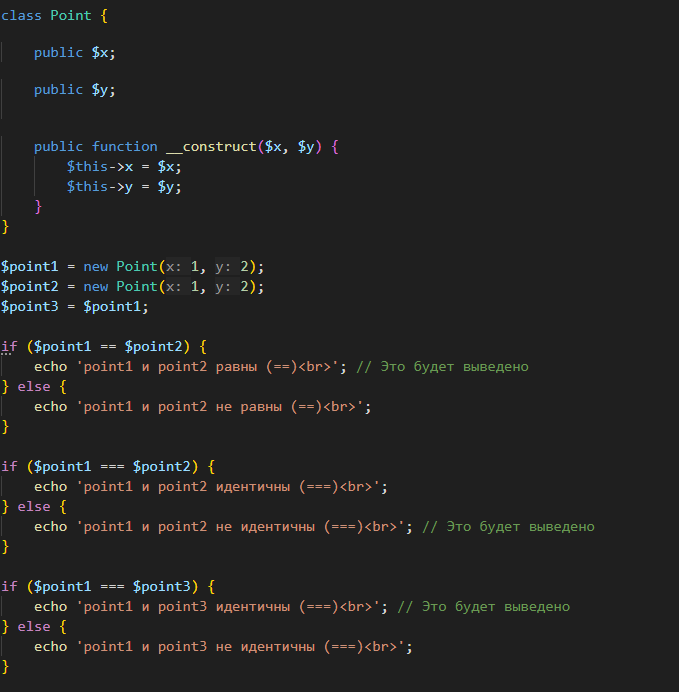 class Point {
    public $x;
    public $y;
    public function __construct($x, $y) {
        $this->x = $x;
        $this->y = $y;
    }
}
$point1 = new Point(x: 1, y: 2);
$point2 = new Point(x: 1, y: 2);
$point3 = $point1;
if ($point1 == $point2) {
    echo 'point1 и point2 равны (==)<br>'; // Это будет выведено
} else {
    echo 'point1 и point2 не равны (==)<br>';
}
if ($point1 === $point2) {
    echo 'point1 и point2 идентичны (===)<br>';
} else {
    echo 'point1 и point2 не идентичны (===)<br>'; // Это будет выведено
}
if ($point1 === $point3) {
    echo 'point1 и point3 идентичны (===)<br>'; // Это будет выведено
} else {
    echo 'point1 и point3 не идентичны (===)<br>';
}